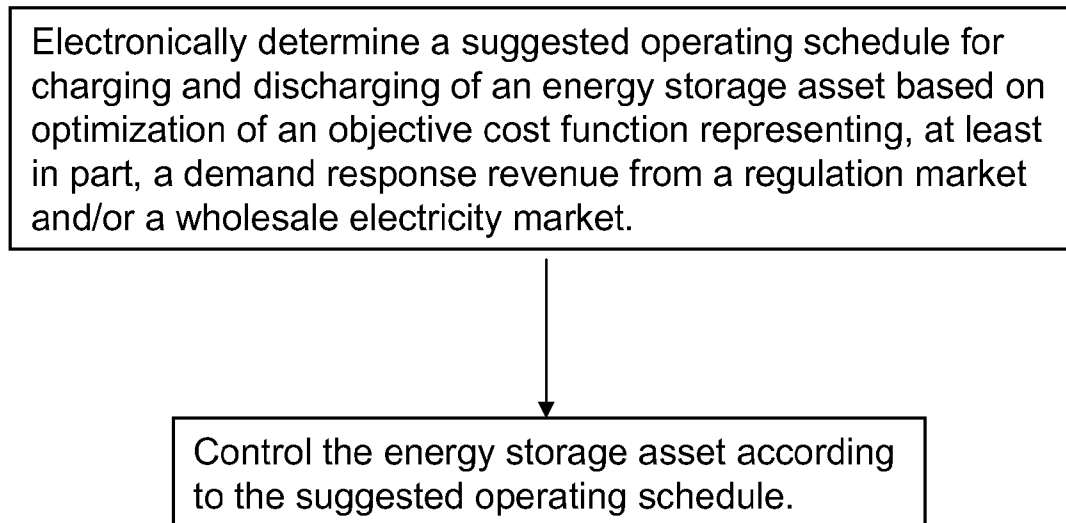 Electronically determine a suggested operating schedule for
charging and discharging of an energy storage asset based on
optimization of an objective cost function representing, at least
in part, a demand response revenue from a regulation market
and/or a wholesale electricity market.
Control the energy storage asset according
to the suggested operating schedule.